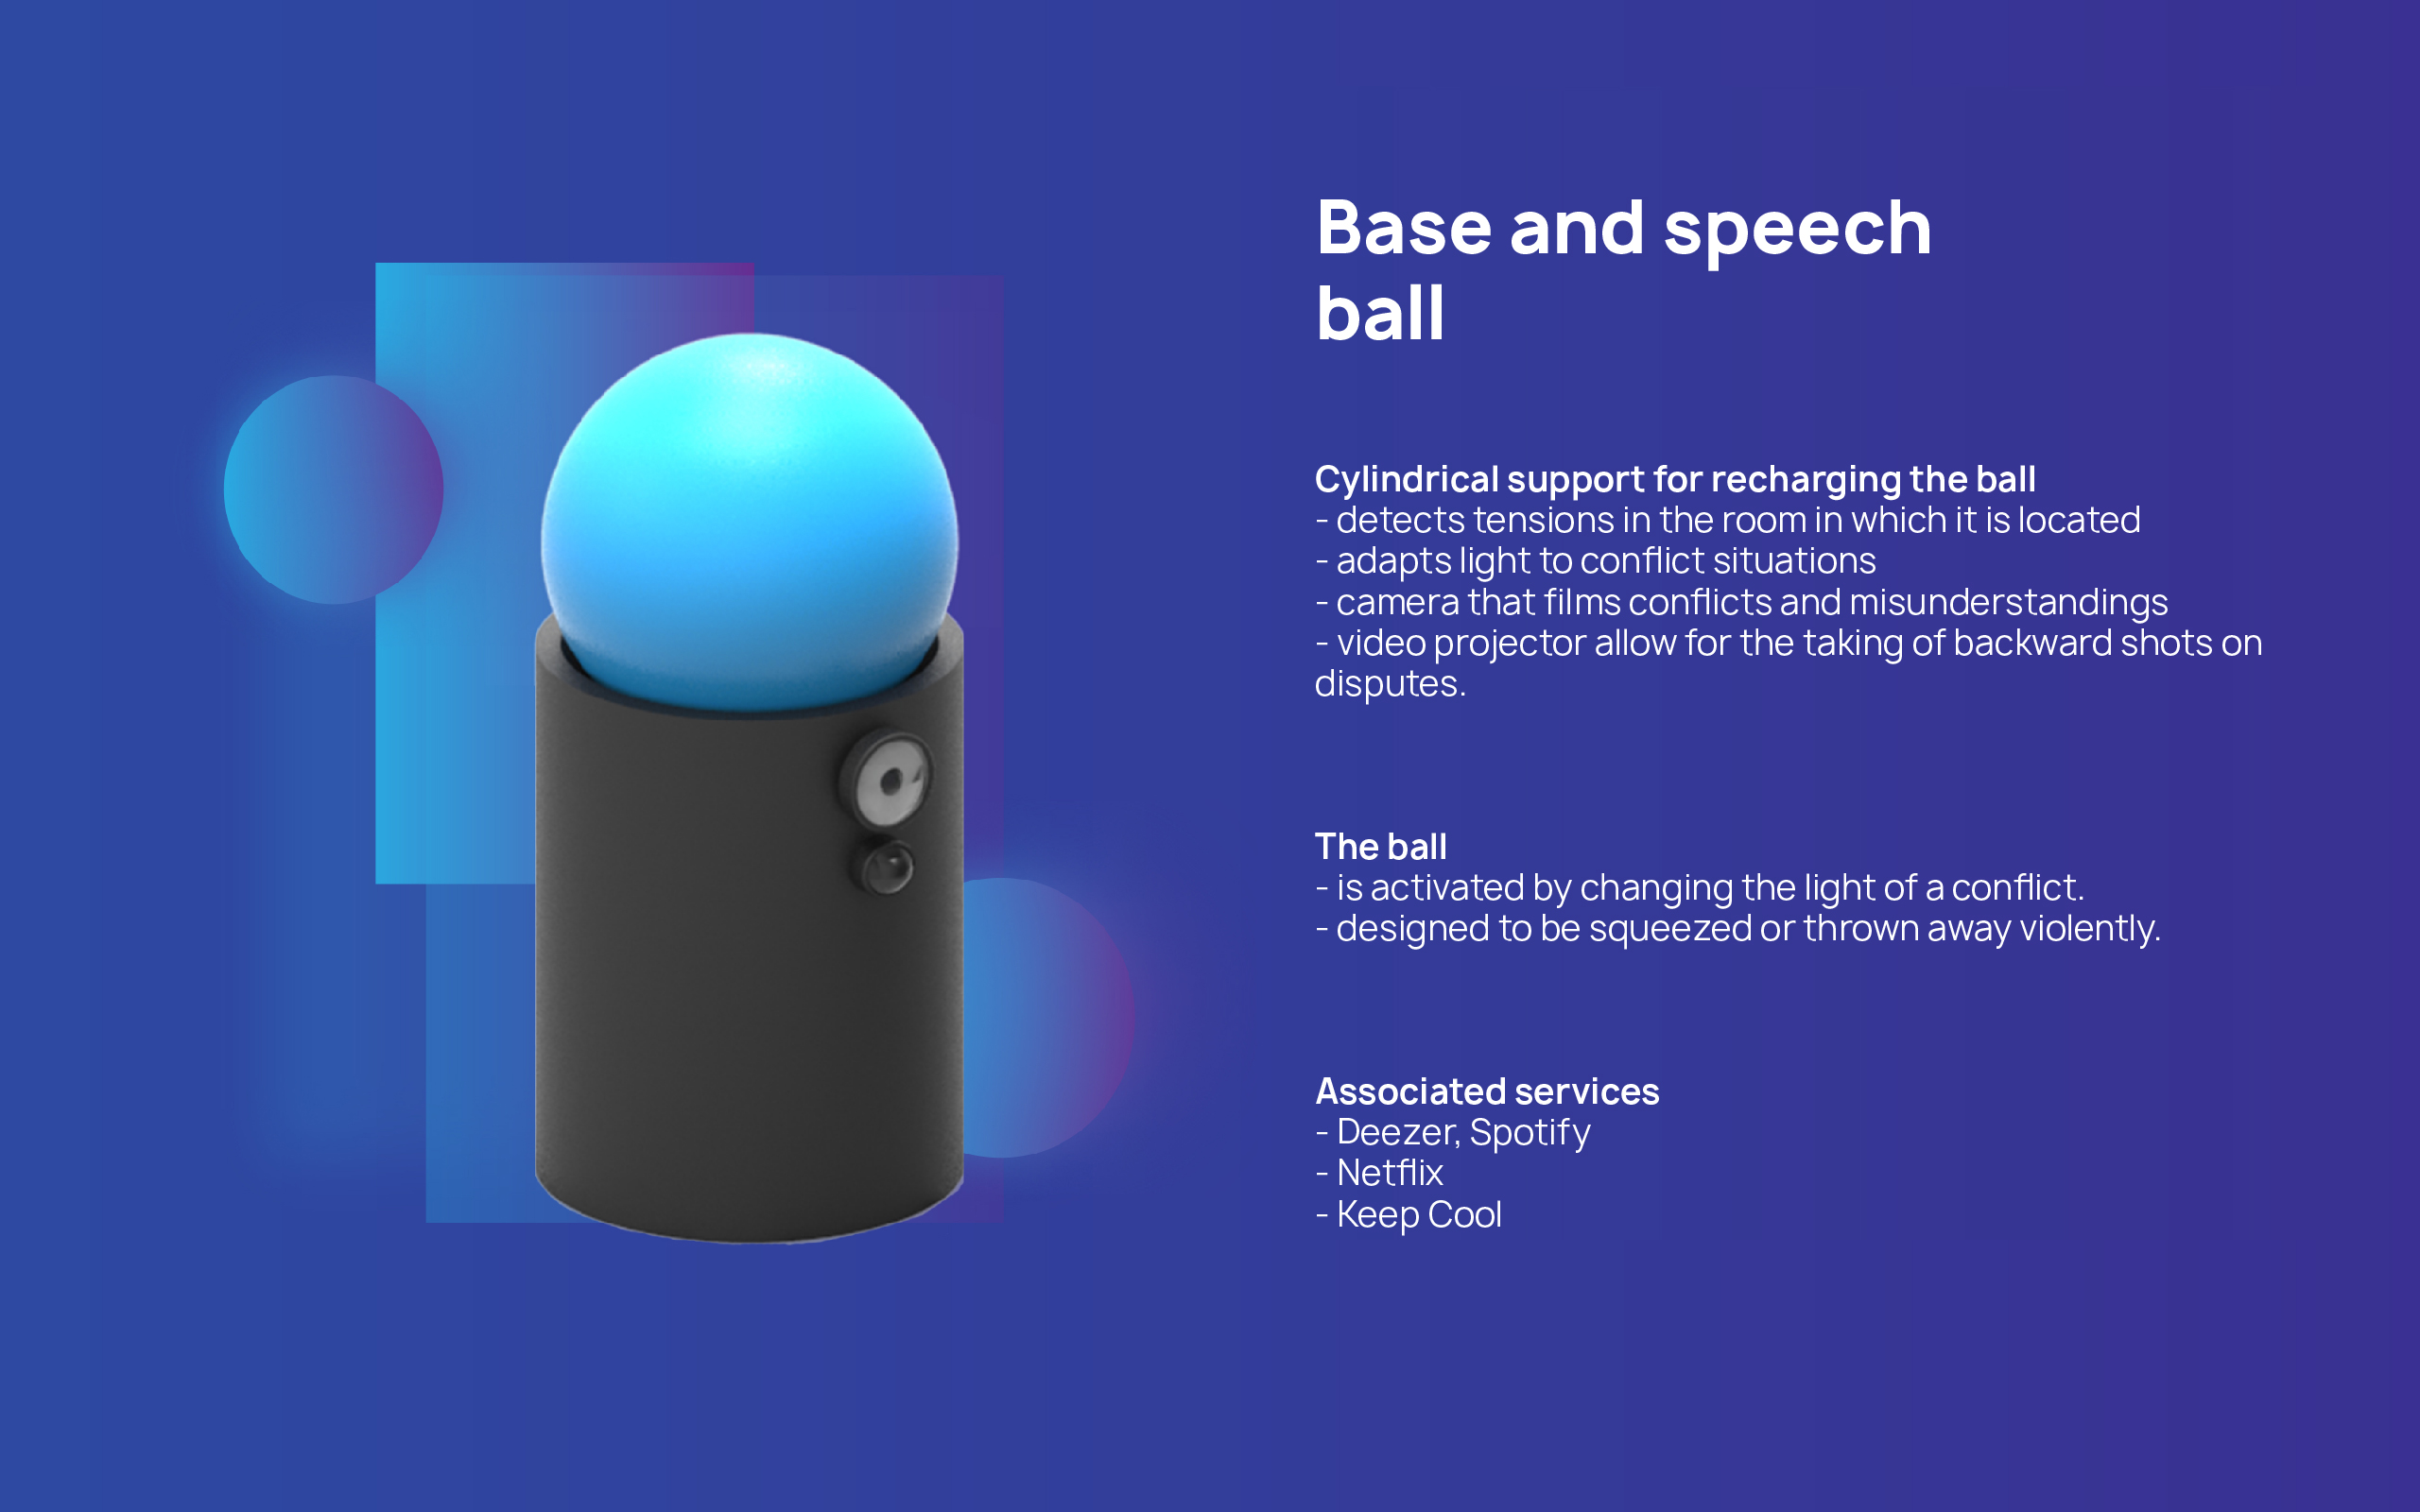 Base and speech
ball
Cylindrical support for recharging the ball
- detects tensions in the room in which it is located
- adapts light to conflict situations
- camera that films conflicts and misunderstandings
- video projector allow for the taking of backward shots on
disputes.
The ball
- is activated by changing the light of a conflict.
- designed to be squeezed or thrown away violently.
Associated services
- Deezer, Spotify
- Netflix
- Keep Cool